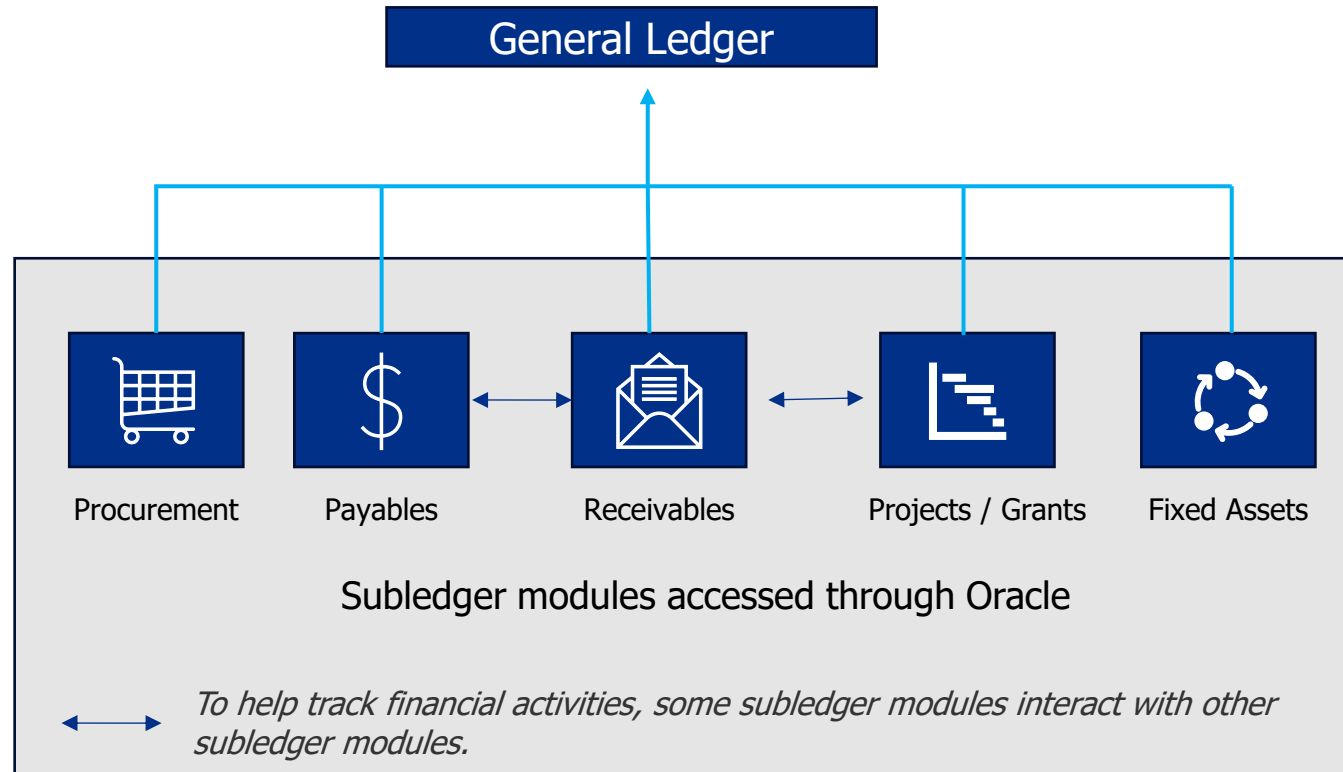 General Ledger
Procurement
Payables
Receivables
Projects / Grants
Fixed Assets
Subledger modules accessed through Oracle
To help track financial activities, some subledger modules interact with other
subledger modules.